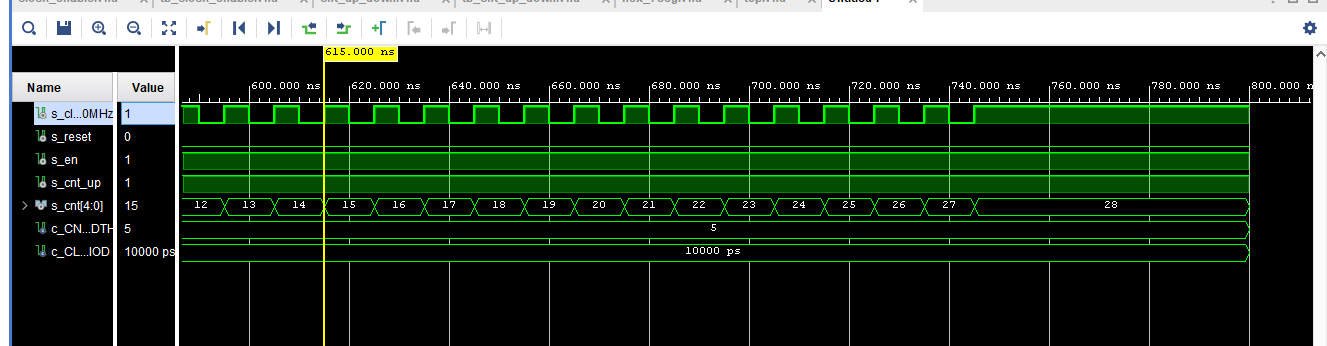 615.000 ns
Name Value
600.000 ns 620.000 ns 640.000 ns 660.000 ns 680.000 ns 700.000 ns 720.000 ns 740.000 ns 760.000 ns 780.000 ns 800.000 n
s_cl...0MHz 1
s_reset 0
s_en 1
s_cnt_up 1
s_cnt[4:0] 15 12 13 14 15 16 17 18 19 20 21 22 23 24 25 26 27 28
c_CN...DTH 5 5
c_CL...IOD 10000 ps 10000 ps